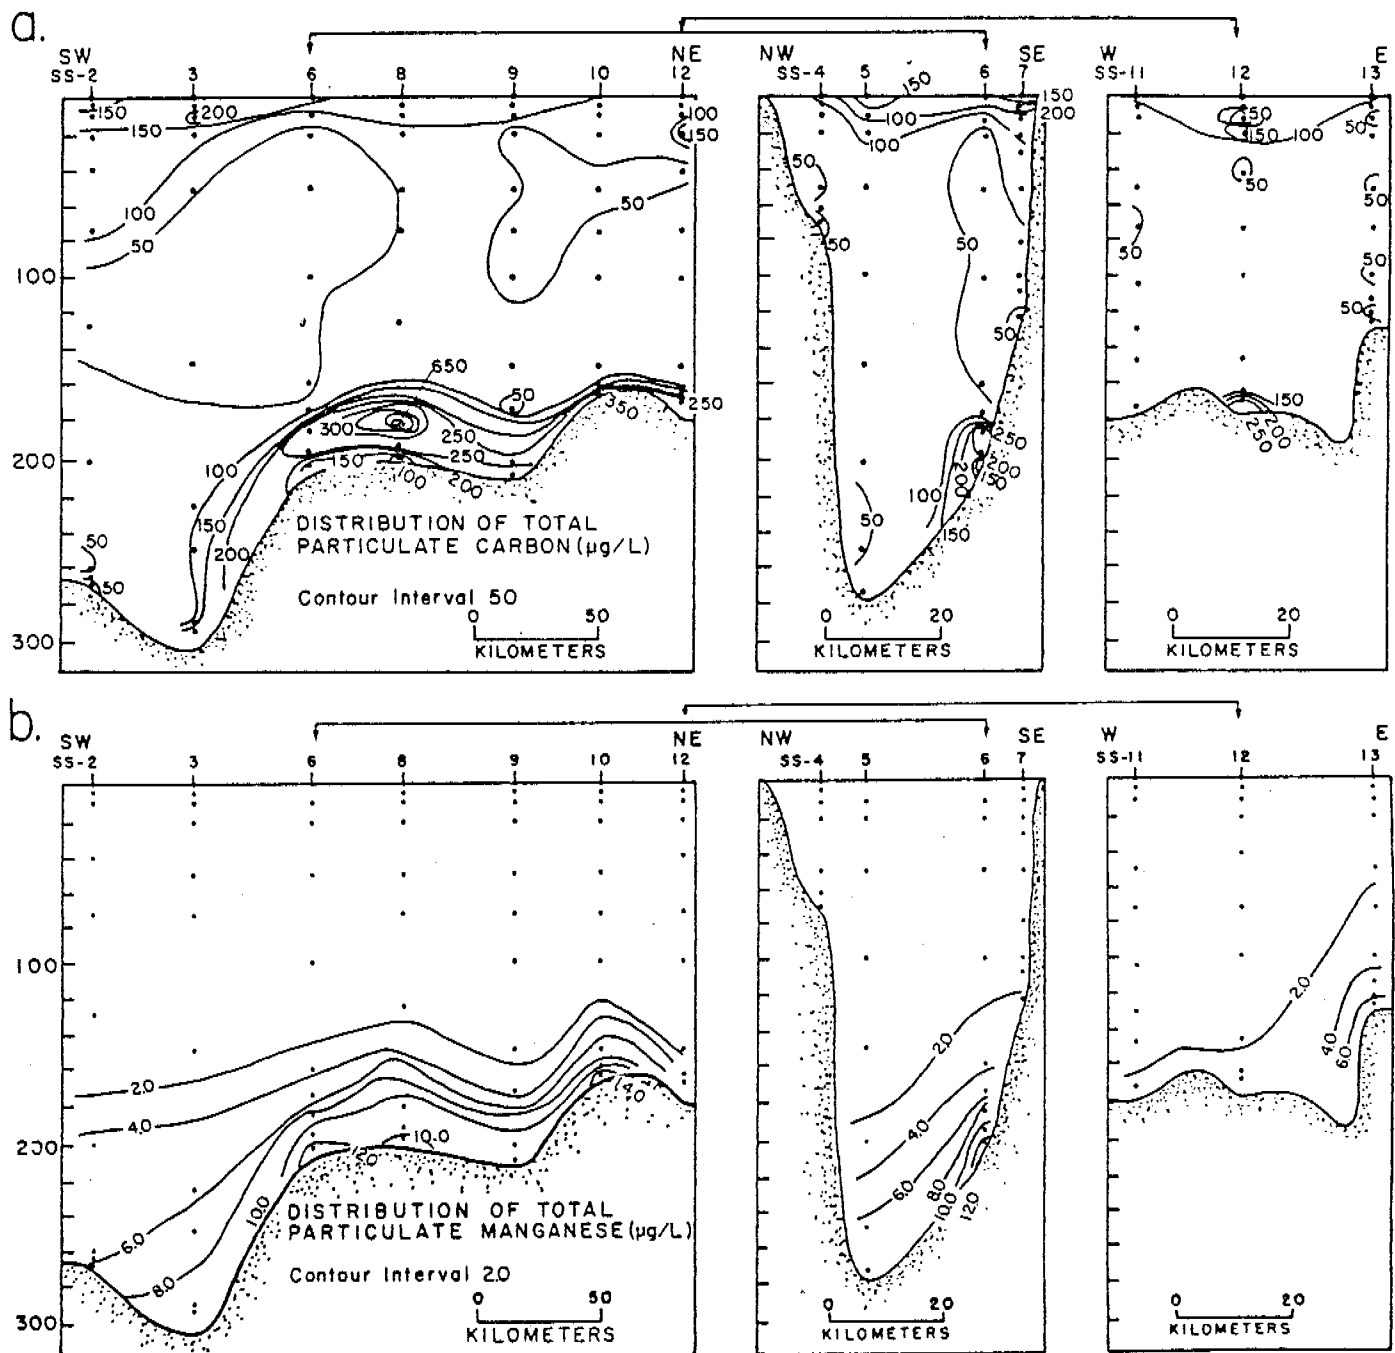 a.
SW NE NW SE W E
SS-2 3 6 8 9 10 12 SS-4 5 6 7 SS-11 12 13
150 200 100 150 150 50
150 150 200
100 100 150 100 50
100
50 50 50 50 50
100 50 50 50 50 50
50 50
50
650
50 250 150
300 250 350 250 200
100 150 250 250
100 200 200
150 200 100 200 50
150
50 200 50
50
DISTRIBUTION OF TOTAL
PARTICULATE CARBON (µg/L)
Contour Interval 50
0 50 0 20 0 20
KILOMETERS KILOMETERS KILOMETERS
100
200
300
b.
SW NE NW SE W E
SS-2 3 6 8 9 10 12 SS-4 5 6 7 SS-11 12 13
100
2.0 2.0 2.0
4.0 4.0 4.0
14.0 6.0
200 10.0
6.0 8.0
10.0 10.0 12.0
6.0
8.0
DISTRIBUTION OF TOTAL
PARTICULATE MANGANESE (µg/L)
Contour Interval 2.0
0 50 0 20 0 20
300
KILOMETERS KILOMETERS KILOMETERS